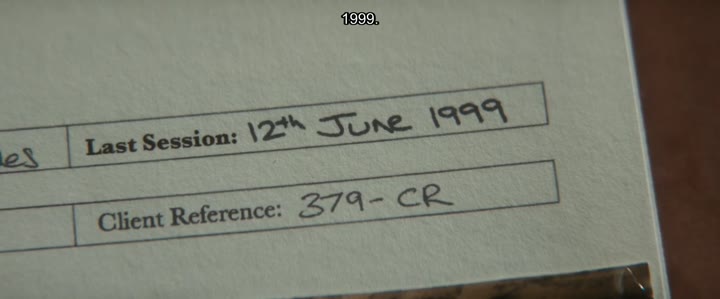 1999.
Last Session: 12th June 1999
Client Reference: 379-CR